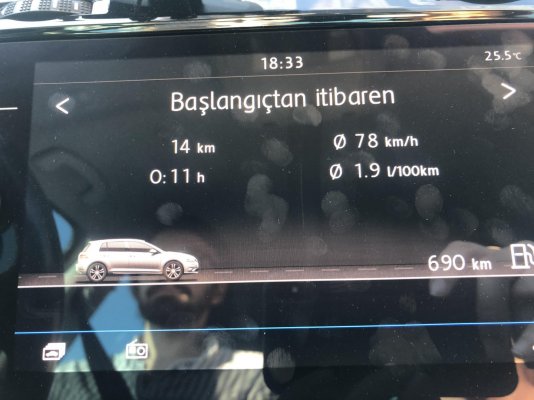 18:33
25.5°C
Başlangıçtan itibaren
14 km
Ø 78 km/h
0:11 h
Ø 1.9 l/100km
690 km